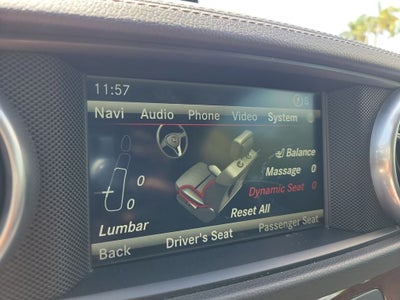 11:57
Navi Audio Phone Video System
0 Balance
Massage 0
0 Dynamic Seat 0
Reset All
Lumbar
Back Driver's Seat Passenger Seat